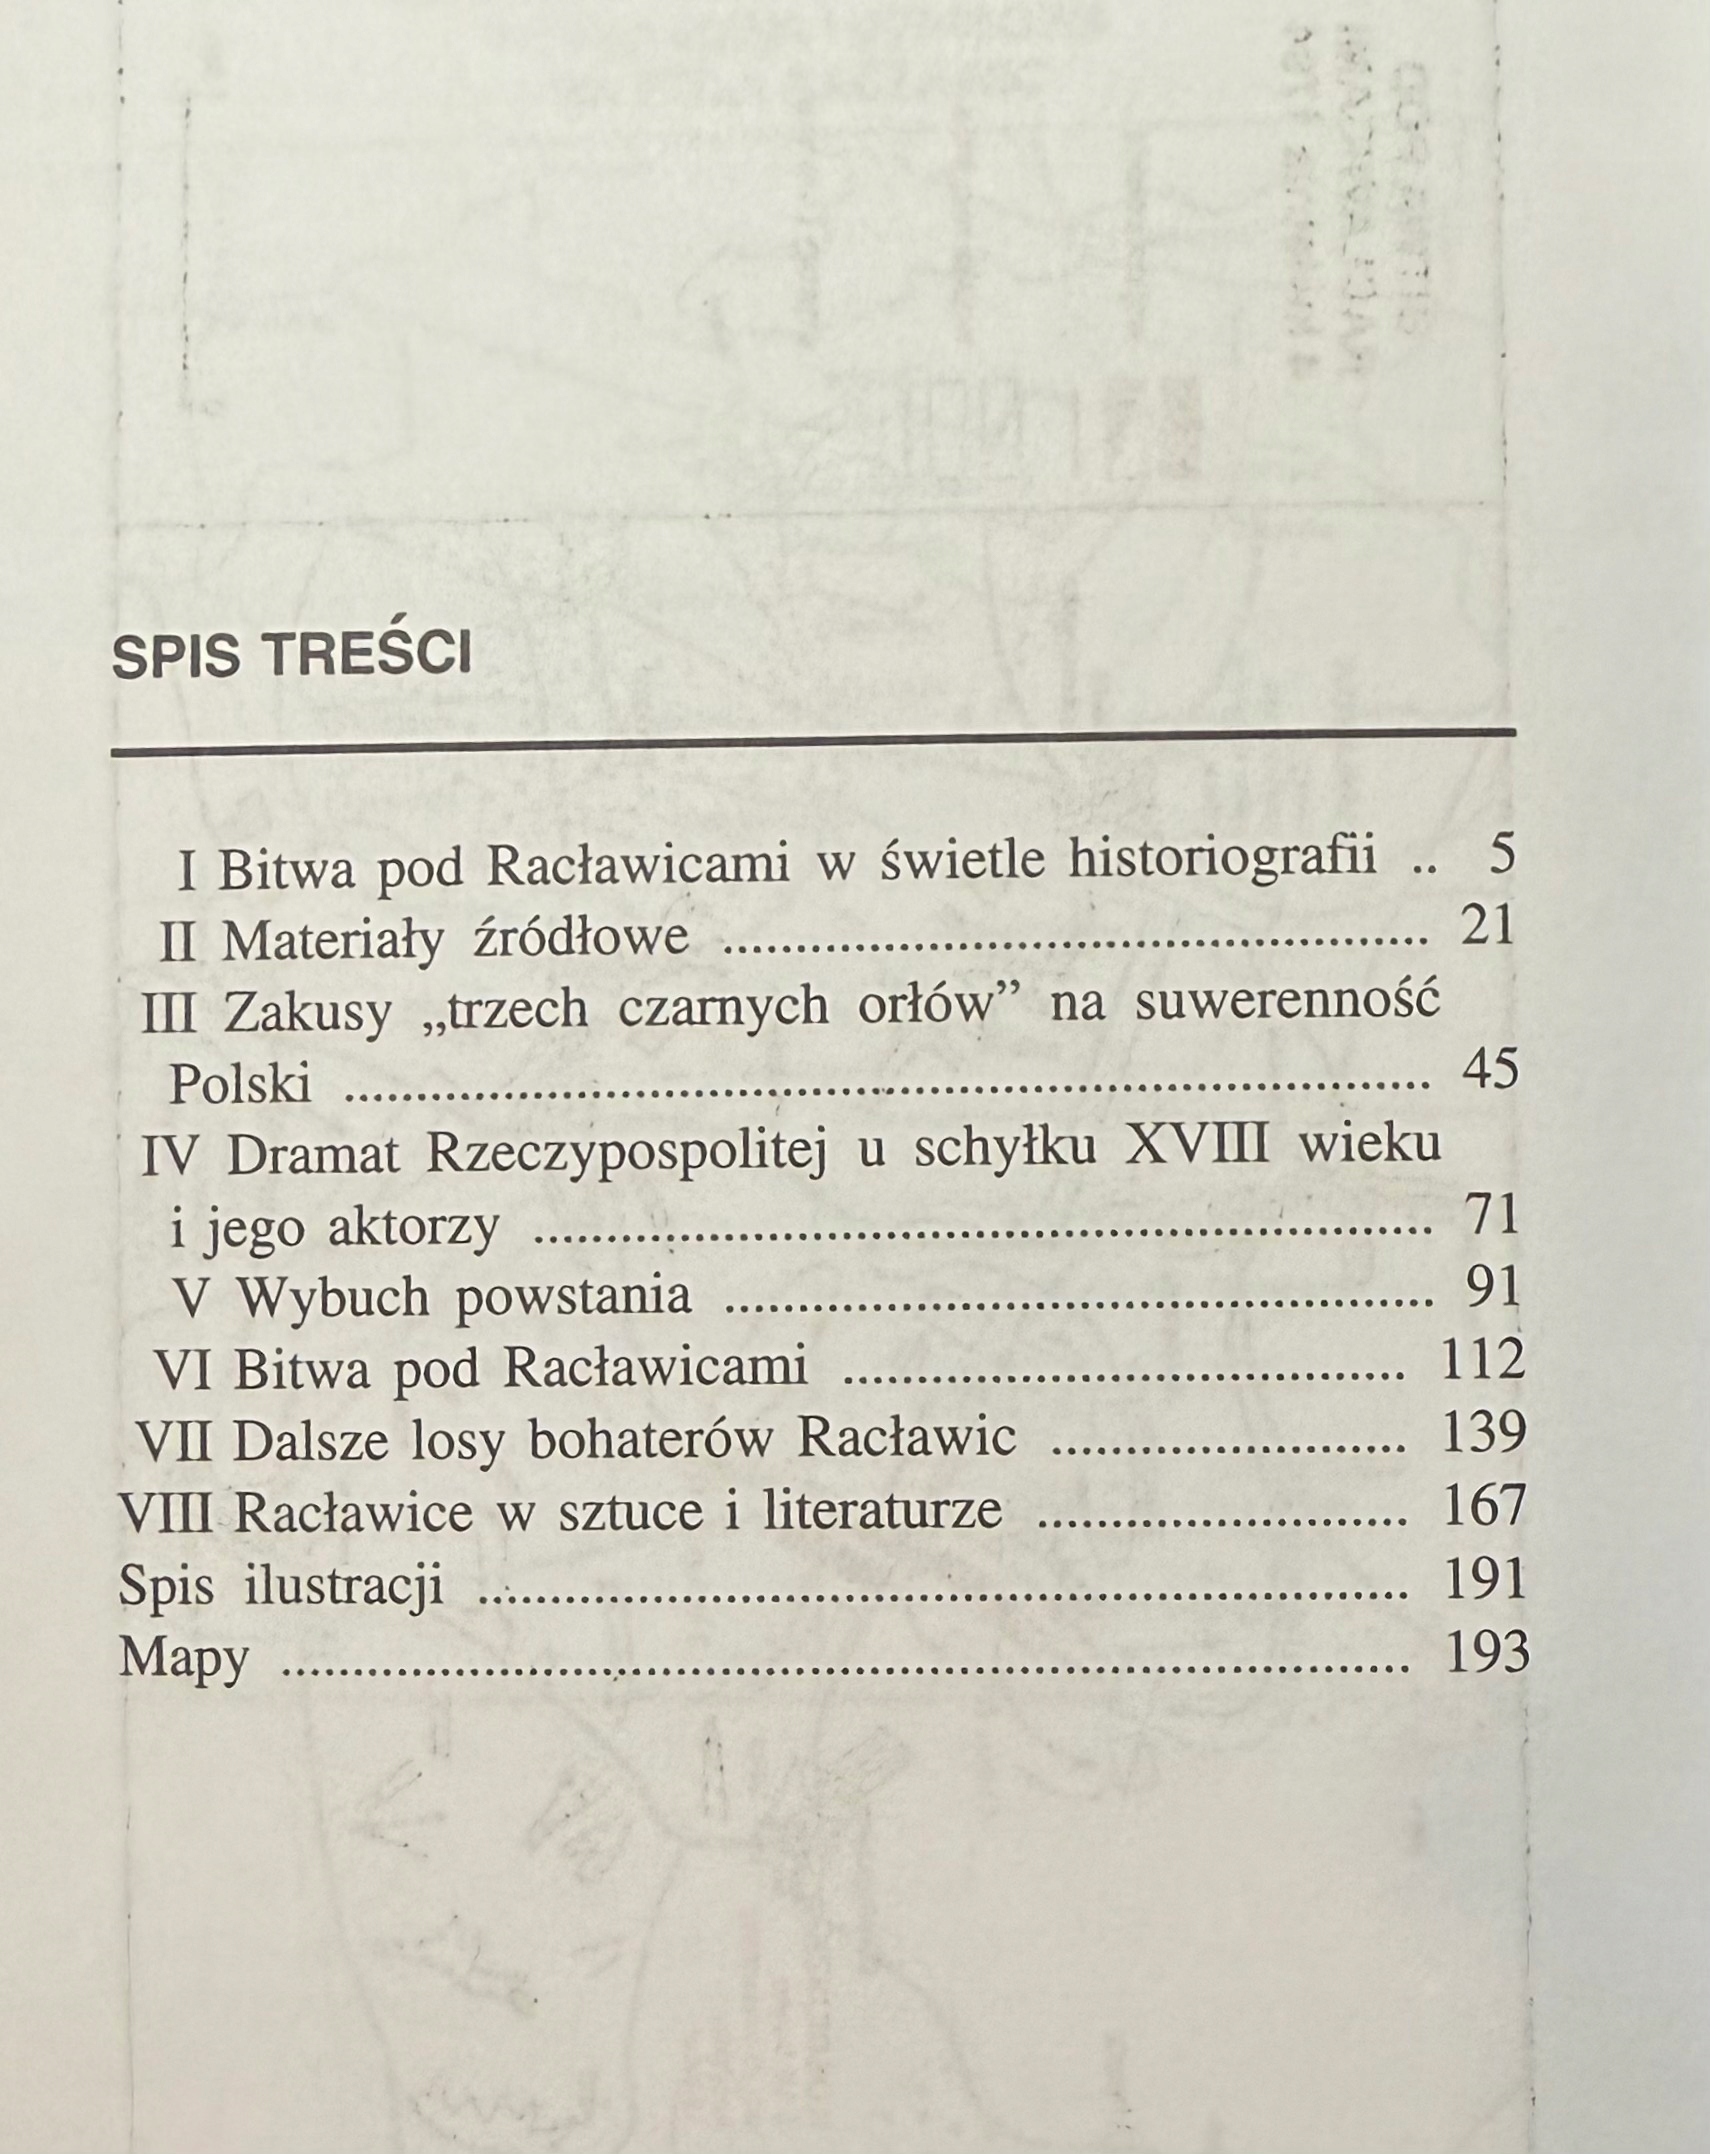 SPIS TREŚCI
I Bitwa pod Racławicami w świetle historiografii .. 5
II Materiały źródłowe ................................................ 21
III Zakusy „trzech czarnych orłów” na suwerenność
Polski .......................................................................... 45
IV Dramat Rzeczypospolitej u schyłku XVIII wieku
i jego aktorzy ............................................................. 71
V Wybuch powstania ................................................ 91
VI Bitwa pod Racławicami ...................................... 112
VII Dalsze losy bohaterów Racławic ........................ 139
VIII Racławice w sztuce i literaturze ......................... 167
Spis ilustracji ............................................................... 191
Mapy ............................................................................ 193